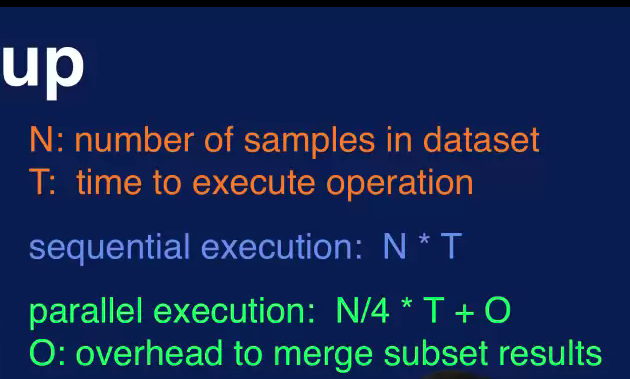 up
N: number of samples in dataset
T: time to execute operation
sequential execution: N * T
parallel execution: N/4 * T + O
O: overhead to merge subset results